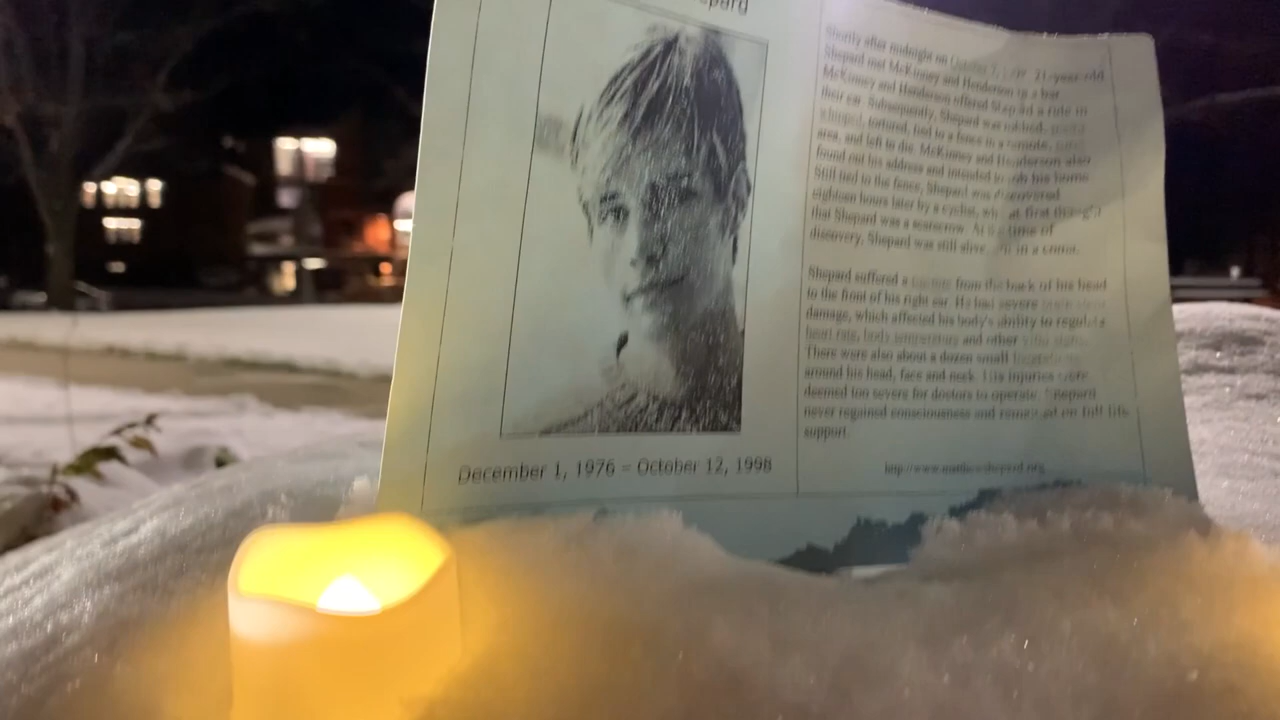 epard
December 1, 1976 – October 12, 1998
Shortly after midnight on October 7, 21-year-old
Shepard met McKinney and Henderson in a bar.
McKinney and Henderson offered Shepard a ride in
their car. Subsequently, Shepard was robbed,
whipped, tortured, tied to a fence in a remote,
area, and left to die. McKinney and Henderson also
found out his address and intended to rob his home
Still tied to the fence, Shepard was discovered
eighteen hours later by a cyclist, who at first thought
that Shepard was a scarecrow. At the time of
discovery, Shepard was still alive in a coma.
Shepard suffered a from the back of his head
to the front of his right ear. He had severe
damage, which affected his body's ability to regulate
heart rate, body temperature and other
There were also about a dozen small
around his head, face and neck. His injuries were
deemed too severe for doctors to operate. Shepard
never regained consciousness and remained on full life
support.